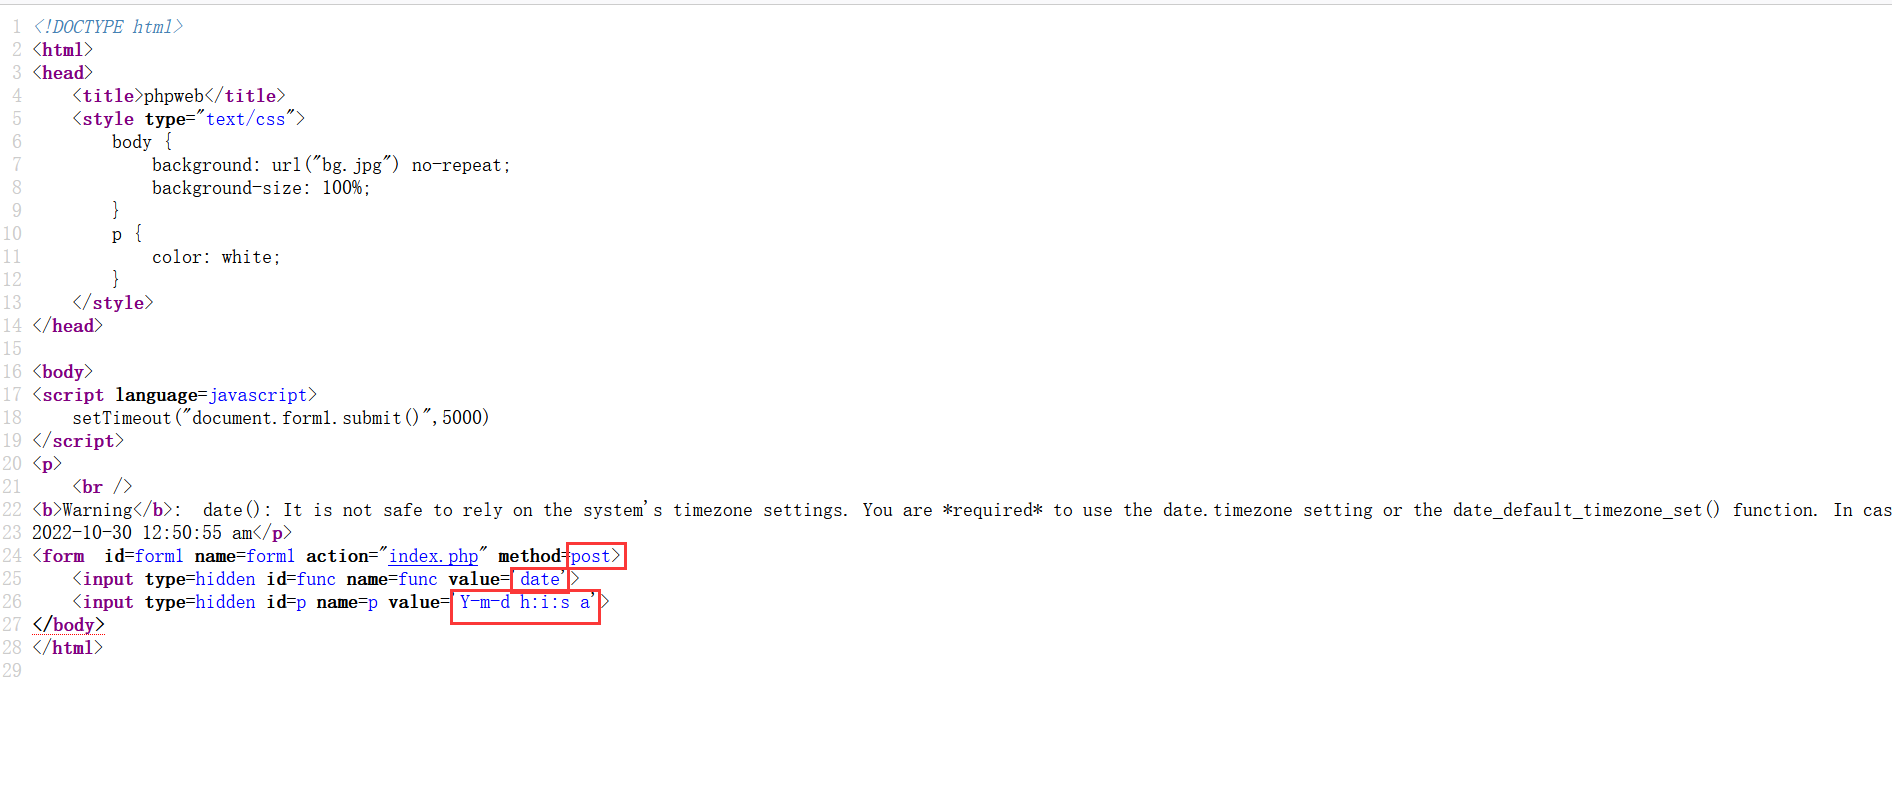 1 <!DOCTYPE html>
2 <html>
3 <head>
4     <title>phpweb</title>
5     <style type="text/css">
6         body {
7             background: url("bg.jpg") no-repeat;
8             background-size: 100%;
9         }
10         p {
11             color: white;
12         }
13     </style>
14 </head>
15
16 <body>
17 <script language=javascript>
18     setTimeout("document.form1.submit()",5000)
19 </script>
20 <p>
21     <br />
22 <b>Warning</b>:  date(): It is not safe to rely on the system's timezone settings. You are *required* to use the date.timezone setting or the date_default_timezone_set() function. In cas
23 2022-10-30 12:50:55 am</p>
24 <form  id=form1 name=form1 action="index.php" method=post>
25     <input type=hidden id=func name=func value='date'>
26     <input type=hidden id=p name=p value='Y-m-d h:i:s a'>
27 </body>
28 </html>
29